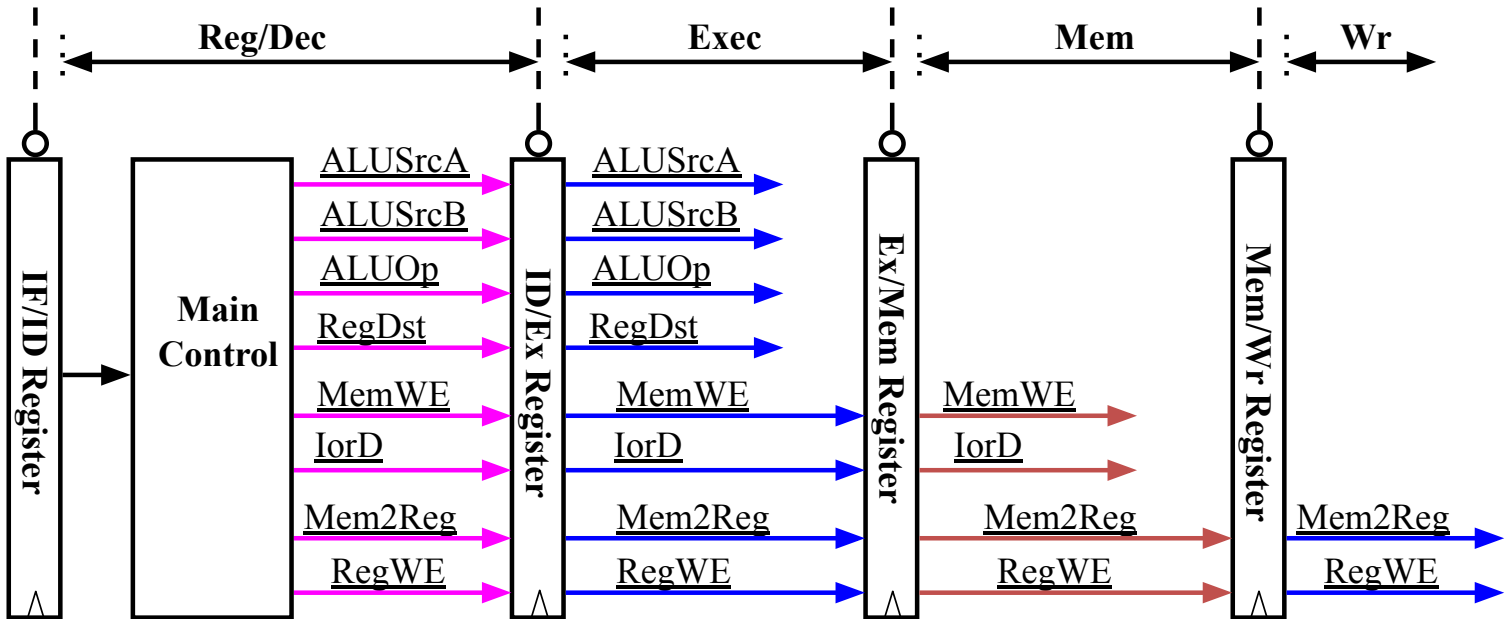 Reg/Dec
Exec
Mem
Wr
IF/ID Register
Main
Control
ALUSrcA
ALUSrcB
ALUOp
RegDst
MemWE
IorD
Mem2Reg
RegWE
ID/Ex Register
ALUSrcA
ALUSrcB
ALUOp
RegDst
MemWE
IorD
Mem2Reg
RegWE
Ex/Mem Register
MemWE
IorD
Mem2Reg
RegWE
Mem/Wr Register
Mem2Reg
RegWE